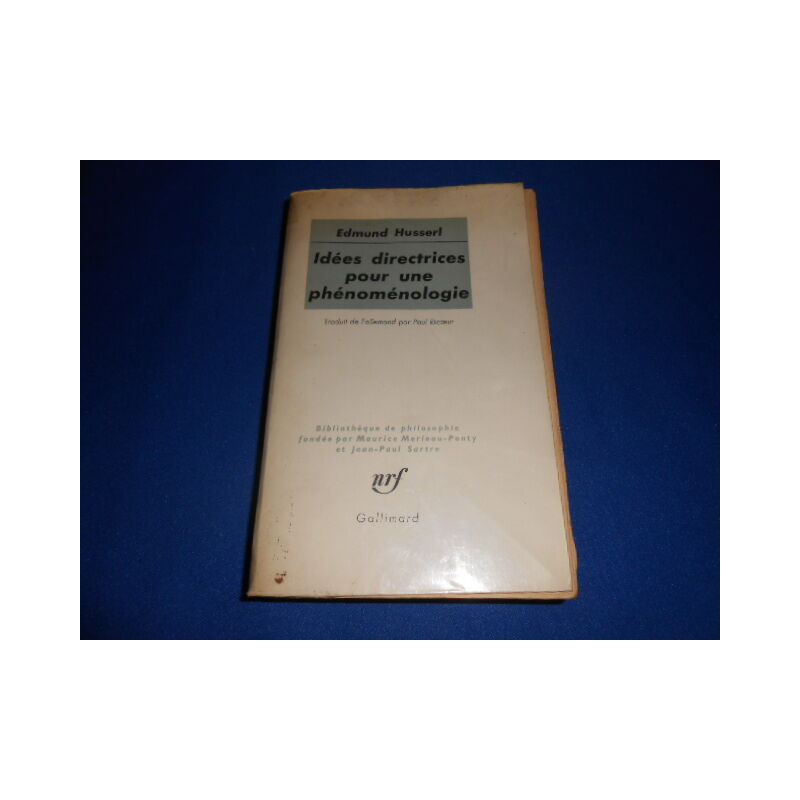 Edmund Husserl
Idées directrices
pour une
phénoménologie
Traduit de l'allemand par Paul Ricœur
Bibliothèque de philosophie
fondée par Maurice Merleau-Ponty
et Jean-Paul Sartre
nrf
Gallimard